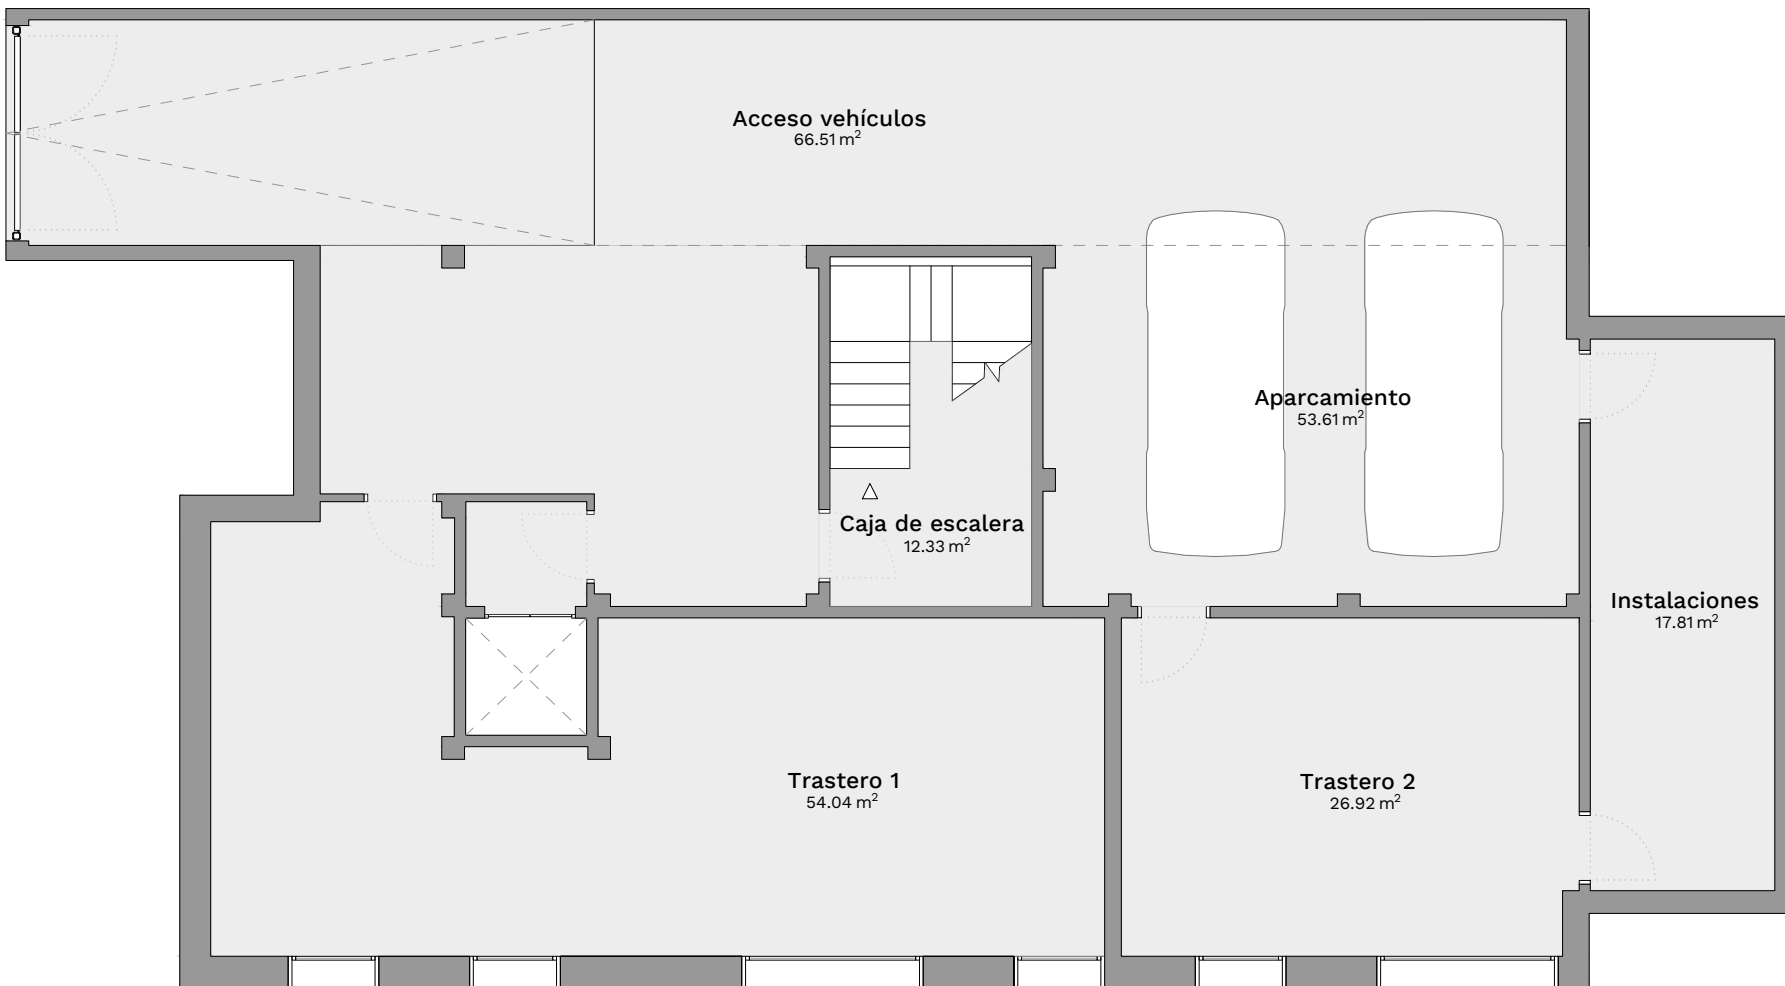 Acceso vehículos
66.51 m²
Aparcamiento
53.61 m²
Caja de escalera
12.33 m²
Instalaciones
17.81 m²
Trastero 1
54.04 m²
Trastero 2
26.92 m²